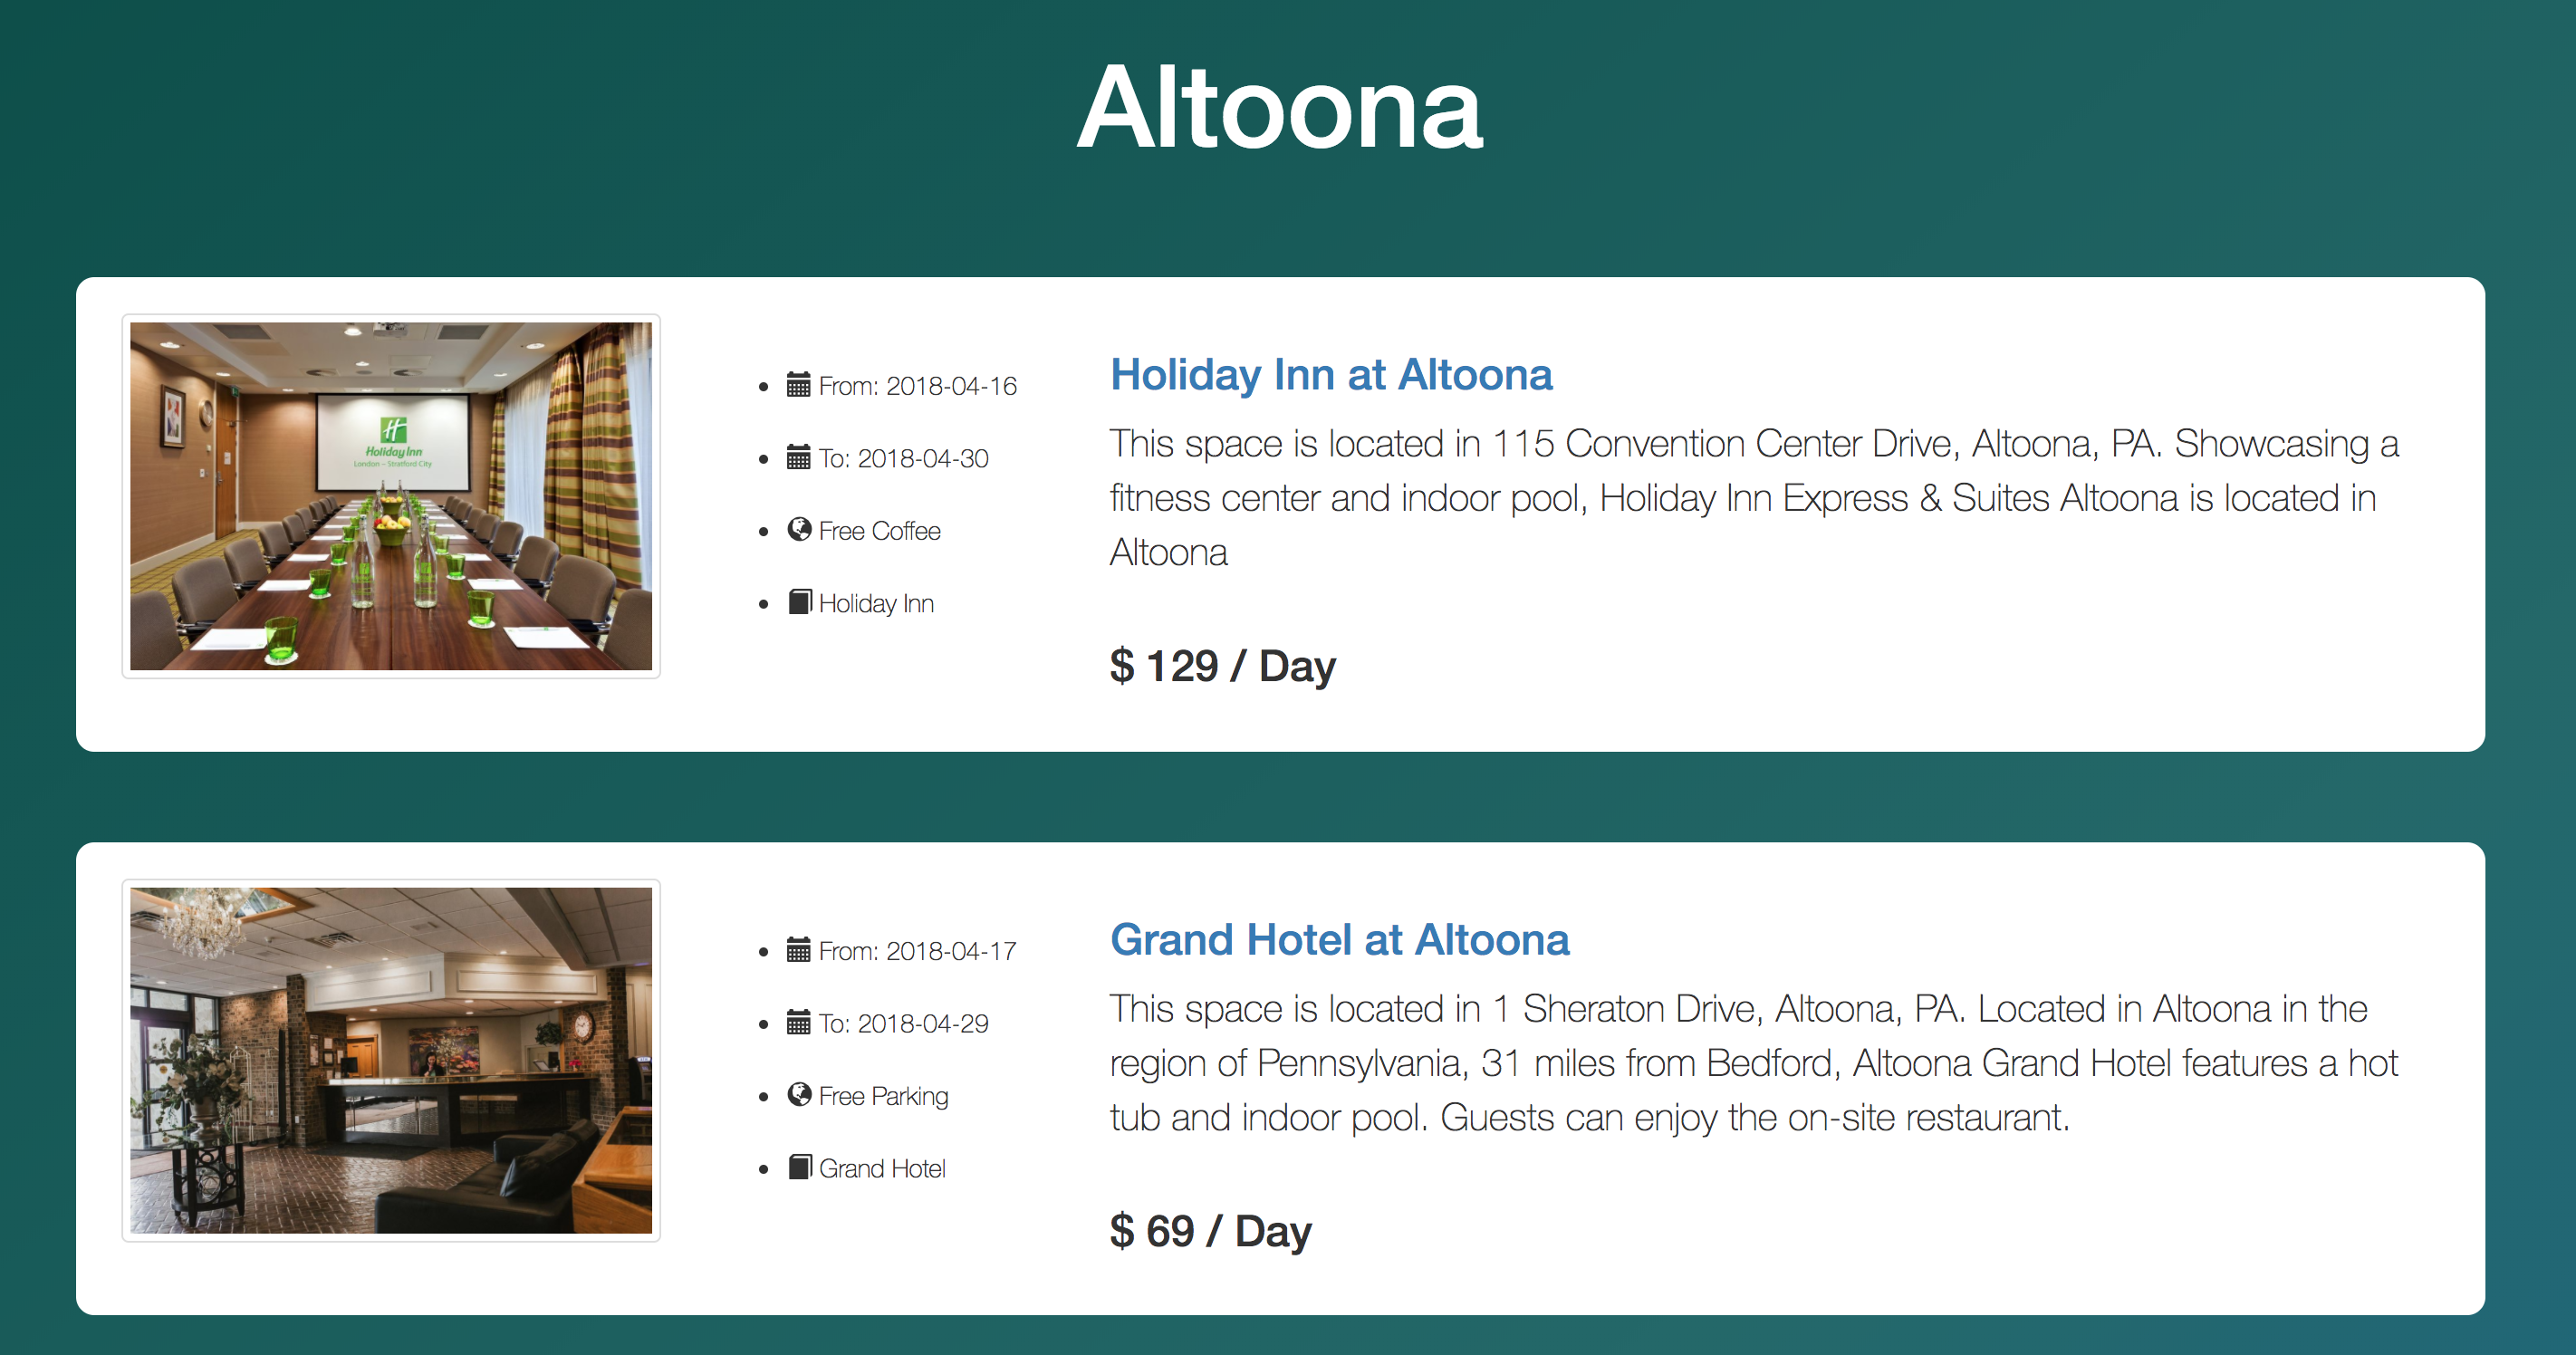 Altoona
Holiday Inn
London – Stratford City
From: 2018-04-16
To: 2018-04-30
Free Coffee
Holiday Inn
Holiday Inn at Altoona
This space is located in 115 Convention Center Drive, Altoona, PA. Showcasing a
fitness center and indoor pool, Holiday Inn Express & Suites Altoona is located in
Altoona
$ 129 / Day
From: 2018-04-17
To: 2018-04-29
Free Parking
Grand Hotel
Grand Hotel at Altoona
This space is located in 1 Sheraton Drive, Altoona, PA. Located in Altoona in the
region of Pennsylvania, 31 miles from Bedford, Altoona Grand Hotel features a hot
tub and indoor pool. Guests can enjoy the on-site restaurant.
$ 69 / Day